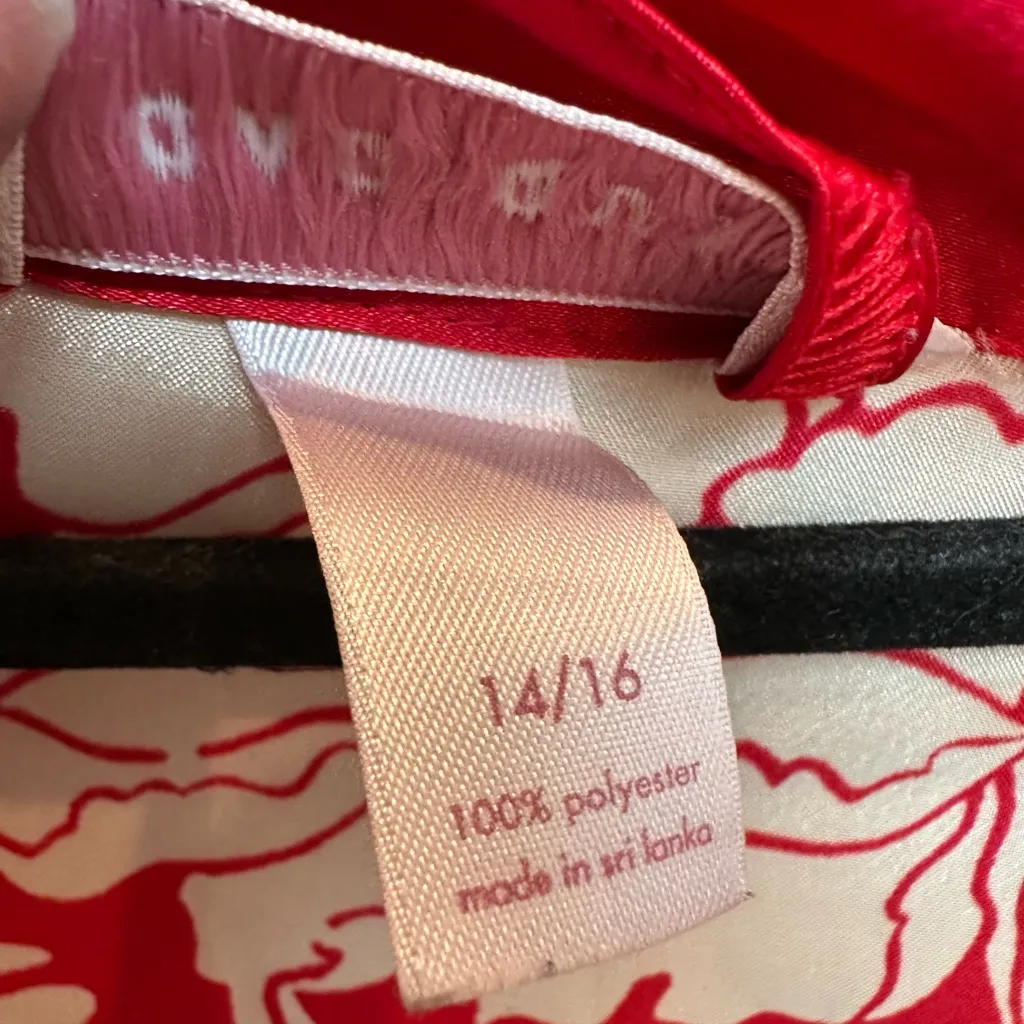 14/16
100% polyester
made in sri lanka